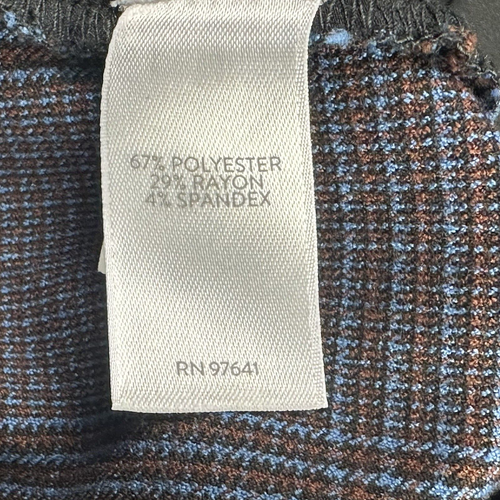 67% POLYESTER
29% RAYON
4% SPANDEX
RN 97641